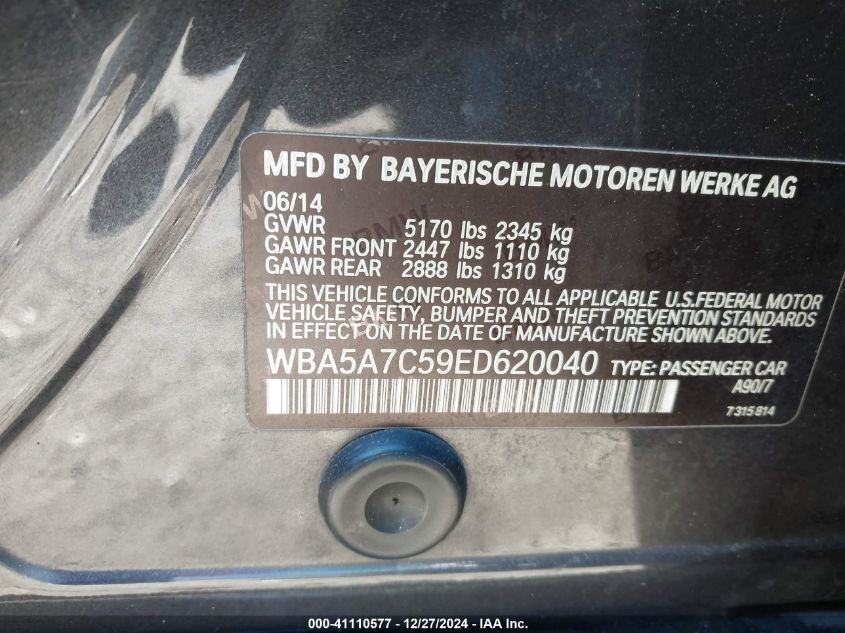 MFD BY BAYERISCHE MOTOREN WERKE AG
06/14
GVWR 5170 lbs 2345 kg
GAWR FRONT 2447 lbs 1110 kg
GAWR REAR 2888 lbs 1310 kg
THIS VEHICLE CONFORMS TO ALL APPLICABLE U.S.FEDERAL MOTOR
VEHICLE SAFETY, BUMPER AND THEFT PREVENTION STANDARDS
IN EFFECT ON THE DATE OF MANUFACTURE SHOWN ABOVE.
WBA5A7C59ED620040 TYPE: PASSENGER CAR
A90/7
7315814
000-41110577 - 12/27/2024 - IAA Inc.